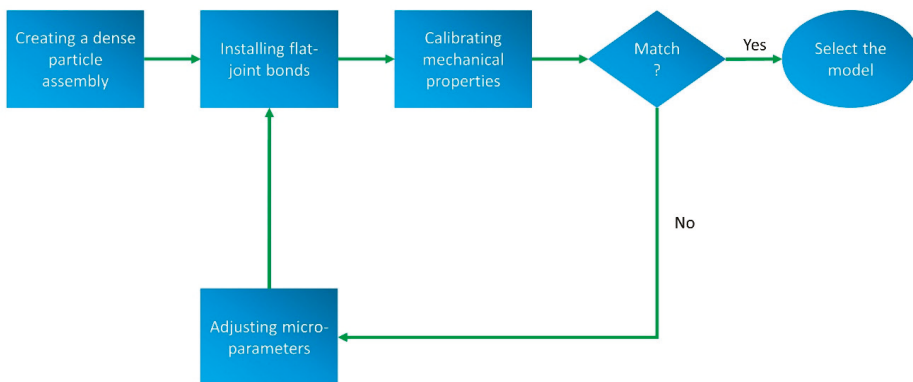 Creating a dense
particle
assembly
Installing flat-
joint bonds
Calibrating
mechanical
properties
Match
?
Yes
Select the
model
No
Adjusting micro-
parameters